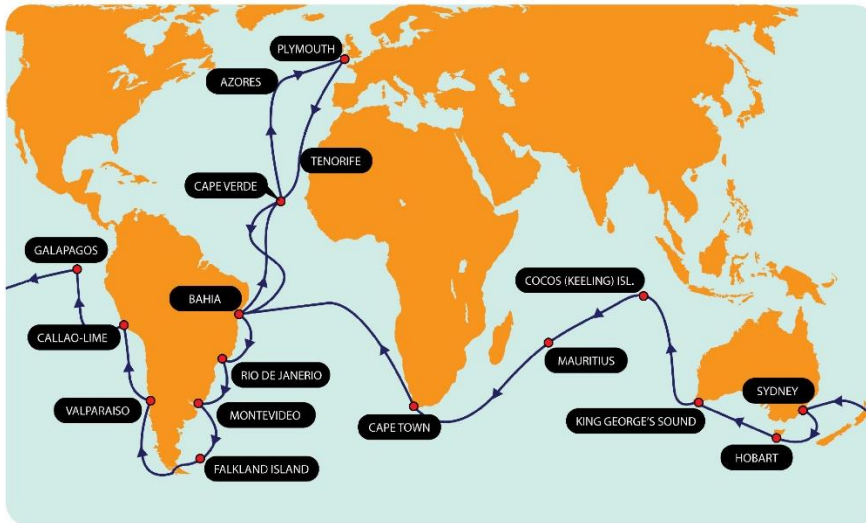 PLYMOUTH
AZORES
TENORIFE
CAPE VERDE
GALAPAGOS
COCOS (KEELING) ISL.
BAHIA
CALLAO-LIME
MAURITIUS
RIO DE JANERIO
SYDNEY
VALPARAISO
MONTEVIDEO
CAPE TOWN
KING GEORGE'S SOUND
HOBART
FALKLAND ISLAND